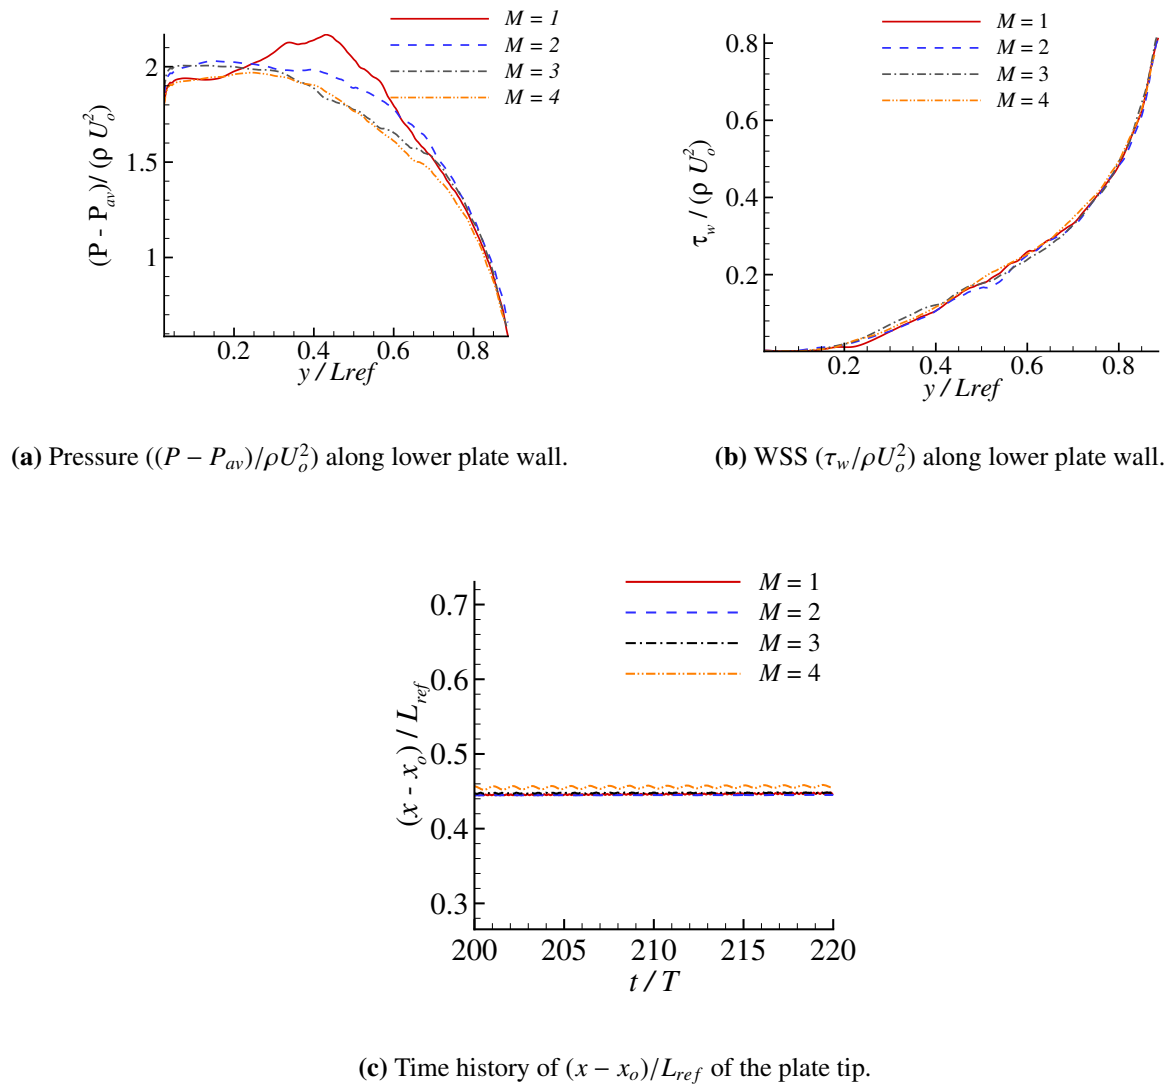 M = 1
M = 2
M = 3
M = 4
(P - P_av) / (ρ U_o^2)
2
1.5
1
0.2 0.4 0.6 0.8
y / Lref
M = 1
M = 2
M = 3
M = 4
τ_w / (ρ U_o^2)
0.8
0.6
0.4
0.2
0.2 0.4 0.6 0.8
y / Lref
(a) Pressure ((P − P_av)/ρU_o^2) along lower plate wall.
(b) WSS (τ_w/ρU_o^2) along lower plate wall.
M = 1
M = 2
M = 3
M = 4
(x - x_o) / L_ref
0.7
0.6
0.5
0.4
0.3
200 205 210 215 220
t / T
(c) Time history of (x − x_o)/L_ref of the plate tip.